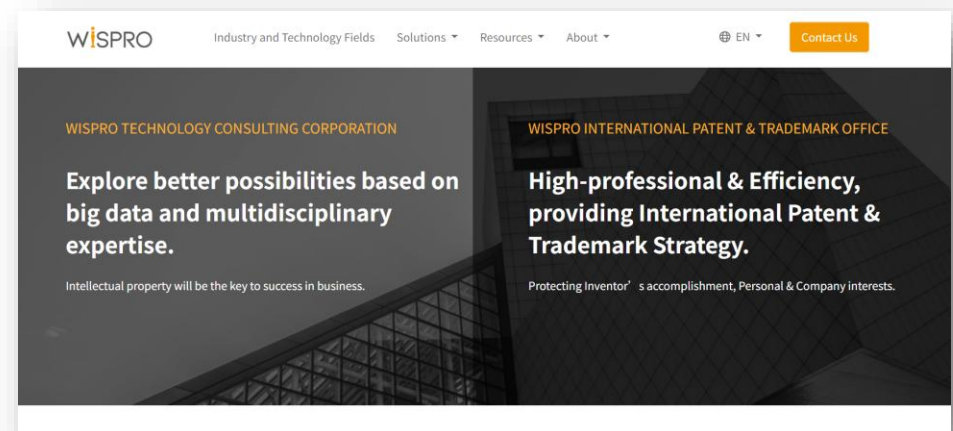 WISPRO
Industry and Technology Fields
Solutions
Resources
About
EN
Contact Us
WISPRO TECHNOLOGY CONSULTING CORPORATION
Explore better possibilities based on
big data and multidisciplinary
expertise.
Intellectual property will be the key to success in business.
WISPRO INTERNATIONAL PATENT & TRADEMARK OFFICE
High-professional & Efficiency,
providing International Patent &
Trademark Strategy.
Protecting Inventor’s accomplishment, Personal & Company interests.